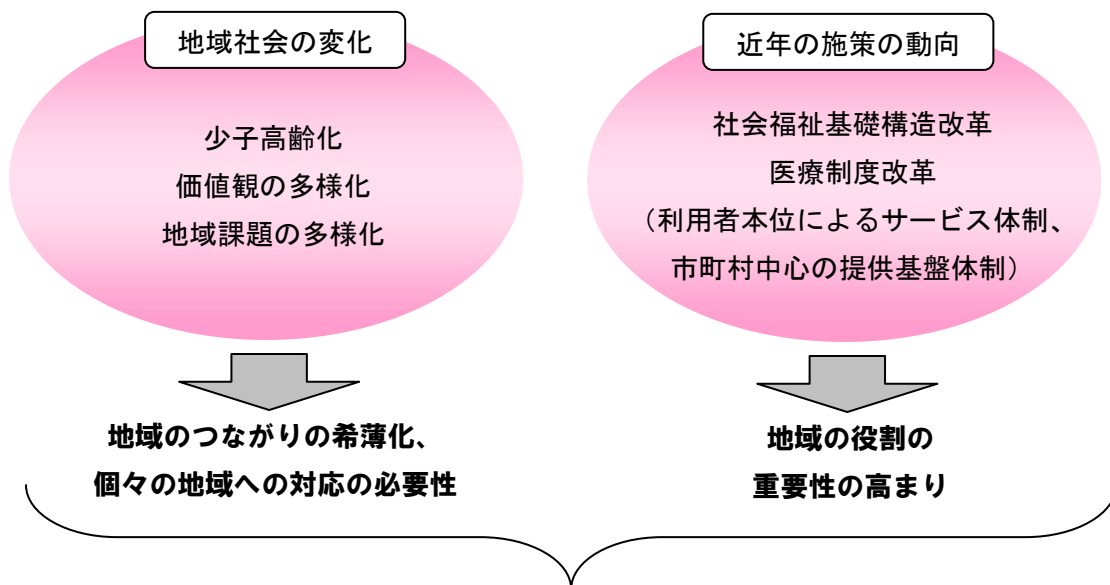 地域社会の変化
少子高齢化
価値観の多様化
地域課題の多様化
地域のつながりの希薄化、
個々の地域への対応の必要性
近年の施策の動向
社会福祉基礎構造改革
医療制度改革
（利用者本位によるサービス体制、
市町村中心の提供基盤体制）
地域の役割の
重要性の高まり